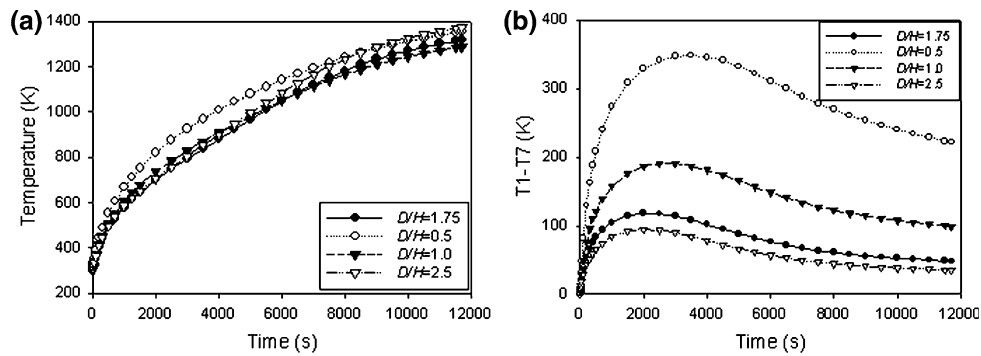 (a)
1400
1200
1000
800
600
400
200
Temperature (K)
D/H=1.75
D/H=0.5
D/H=1.0
D/H=2.5
0 2000 4000 6000 8000 10000 12000
Time (s)
(b)
400
300
200
100
0
T1-T7 (K)
D/H=1.75
D/H=0.5
D/H=1.0
D/H=2.5
0 2000 4000 6000 8000 10000 12000
Time (s)